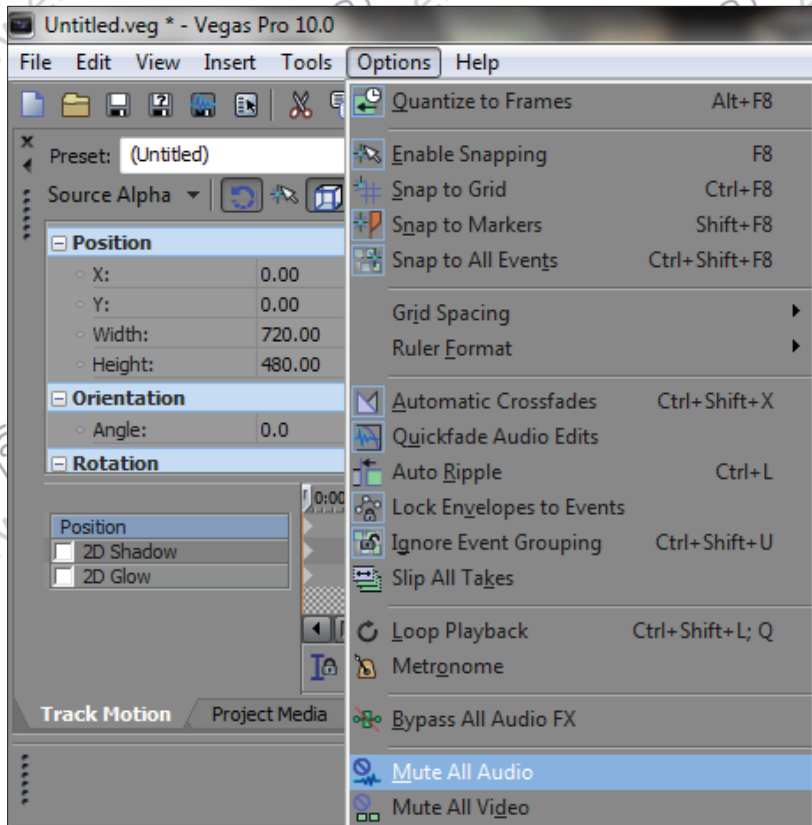 Untitled.veg * - Vegas Pro 10.0
File Edit View Insert Tools Options Help
Quantize to Frames Alt+F8
Preset: (Untitled)
Enable Snapping F8
Source Alpha
Snap to Grid Ctrl+F8
Snap to Markers Shift+F8
Position
Snap to All Events Ctrl+Shift+F8
X: 0.00
Y: 0.00
Grid Spacing
Width: 720.00
Ruler Format
Height: 480.00
Orientation
Automatic Crossfades Ctrl+Shift+X
Angle: 0.0
Quickfade Audio Edits
Rotation
Auto Ripple Ctrl+L
0:00
Lock Envelopes to Events
Position
Ignore Event Grouping Ctrl+Shift+U
2D Shadow
2D Glow
Slip All Takes
Loop Playback Ctrl+Shift+L; Q
Metronome
Track Motion Project Media
Bypass All Audio FX
Mute All Audio
Mute All Video